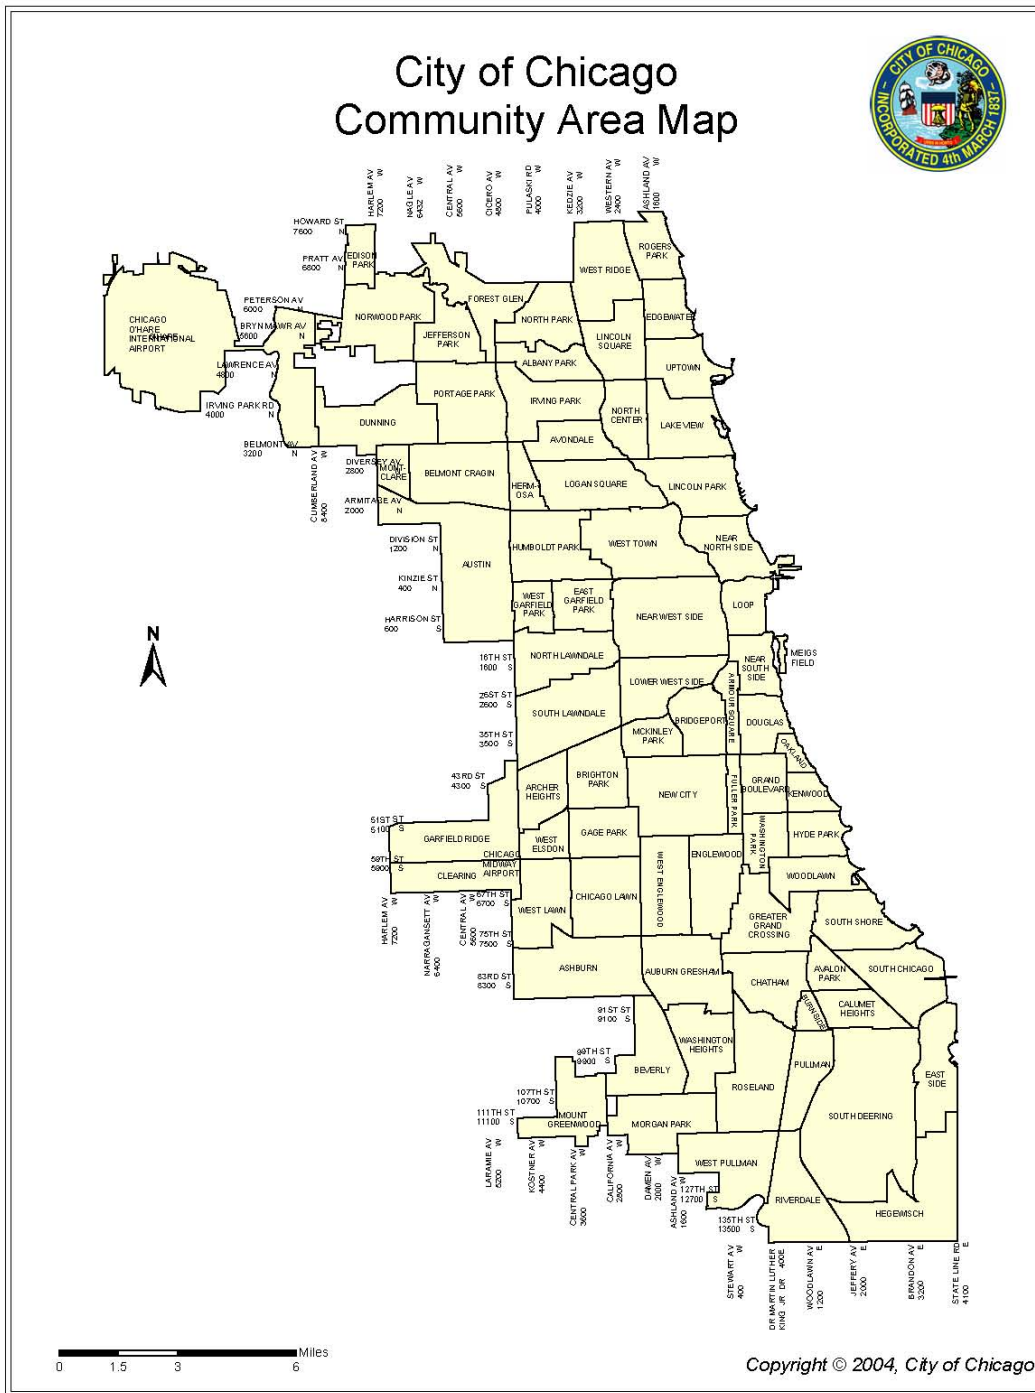 City of Chicago
Community Area Map
CITY OF CHICAGO
INCORPORATED 4th MARCH 1837
HARLEM AV
7200 W
NAGLE AV
6432 W
CENTRAL AV
5600 W
CICERO AV
4800 W
PULASKI RD
4000 W
KEDZIE AV
3200 W
WESTERN AV
2400 W
ASHLAND AV
1600 W
HOWARD ST
7600 N
PRATT AV
6800 N
PETERSON AV
6000 N
BRYN MAWR AV
5600 N
LAWRENCE AV
4800 N
IRVING PARK RD
4000 N
BELMONT AV
3200 N
CUMBERLAND AV
8400 W
DIVERSEY AV
2800 W
ARMITAGE AV
2000 N
DIVISION ST
1200 N
KINZIE ST
400 N
HARRISON ST
600 S
16TH ST
1600 S
26ST ST
2600 S
35TH ST
3500 S
43RD ST
4300 S
51ST ST
5100 S
59TH ST
5900 S
67TH ST
6700 S
75TH ST
7500 S
83RD ST
8300 S
91ST ST
9100 S
99TH ST
9900 S
107TH ST
10700 S
111TH ST
11100 S
127TH ST
12700 S
135TH ST
13500 S
EDISON
PARK
ROGERS
PARK
WEST RIDGE
FOREST GLEN
NORWOOD PARK
JEFFERSON
PARK
NORTH PARK
LINCOLN
SQUARE
EDGEWATER
CHICAGO
O'HARE
INTERNATIONAL
AIRPORT
OHARE
ALBANY PARK
UPTOWN
PORTAGE PARK
IRVING PARK
NORTH
CENTER
LAKE VIEW
DUNNING
AVONDALE
MONT-
CLARE
BELMONT CRAGIN
HERM-
OSA
LOGAN SQUARE
LINCOLN PARK
AUSTIN
HUMBOLDT PARK
WEST TOWN
NEAR
NORTH SIDE
WEST
GARFIELD
PARK
EAST
GARFIELD
PARK
NEAR WEST SIDE
LOOP
NORTH LAWNDALE
NEAR
SOUTH
SIDE
MEIGS
FIELD
LOWER WEST SIDE
SOUTH LAWNDALE
ARMOUR SQUARE
BRIDGEPORT
DOUGLAS
MCKINLEY
PARK
OAKLAND
ARCHER
HEIGHTS
BRIGHTON
PARK
NEW CITY
FULLER PARK
GRAND
BOULEVARD
KENWOOD
GARFIELD RIDGE
WEST
ELSDON
GAGE PARK
ENGLEWOOD
WASHINGTON
PARK
HYDE PARK
CHICAGO
MIDWAY
AIRPORT
CLEARING
WEST LAWN
CHICAGO LAWN
WEST ENGLEWOOD
WOODLAWN
GREATER
GRAND
CROSSING
SOUTH SHORE
ASHBURN
AUBURN GRESHAM
CHATHAM
AVALON
PARK
SOUTH CHICAGO
BURNSIDE
CALUMET
HEIGHTS
WASHINGTON
HEIGHTS
BEVERLY
ROSELAND
PULLMAN
SOUTH DEERING
EAST
SIDE
MOUNT
GREENWOOD
MORGAN PARK
WEST PULLMAN
RIVERDALE
HEGEWISCH
HARLEM AV
7200 W
NARRAGANSETT AV
6400 W
CENTRAL AV
5600 W
LARAMIE AV
5200 W
KOSTNER AV
4400 W
CENTRAL PARK AV
3600 W
CALIFORNIA AV
2800 W
DAMEN AV
2000 W
ASHLAND AV
1600 W
STEWART AV
400 W
DR MARTIN LUTHER
KING JR DR 400E
WOODLAWN AV
1200 E
JEFFERY AV
2000 E
BRANDON AV
3200 E
STATE LINE RD
4100 E
N
0 1.5 3 6 Miles
Copyright © 2004, City of Chicago